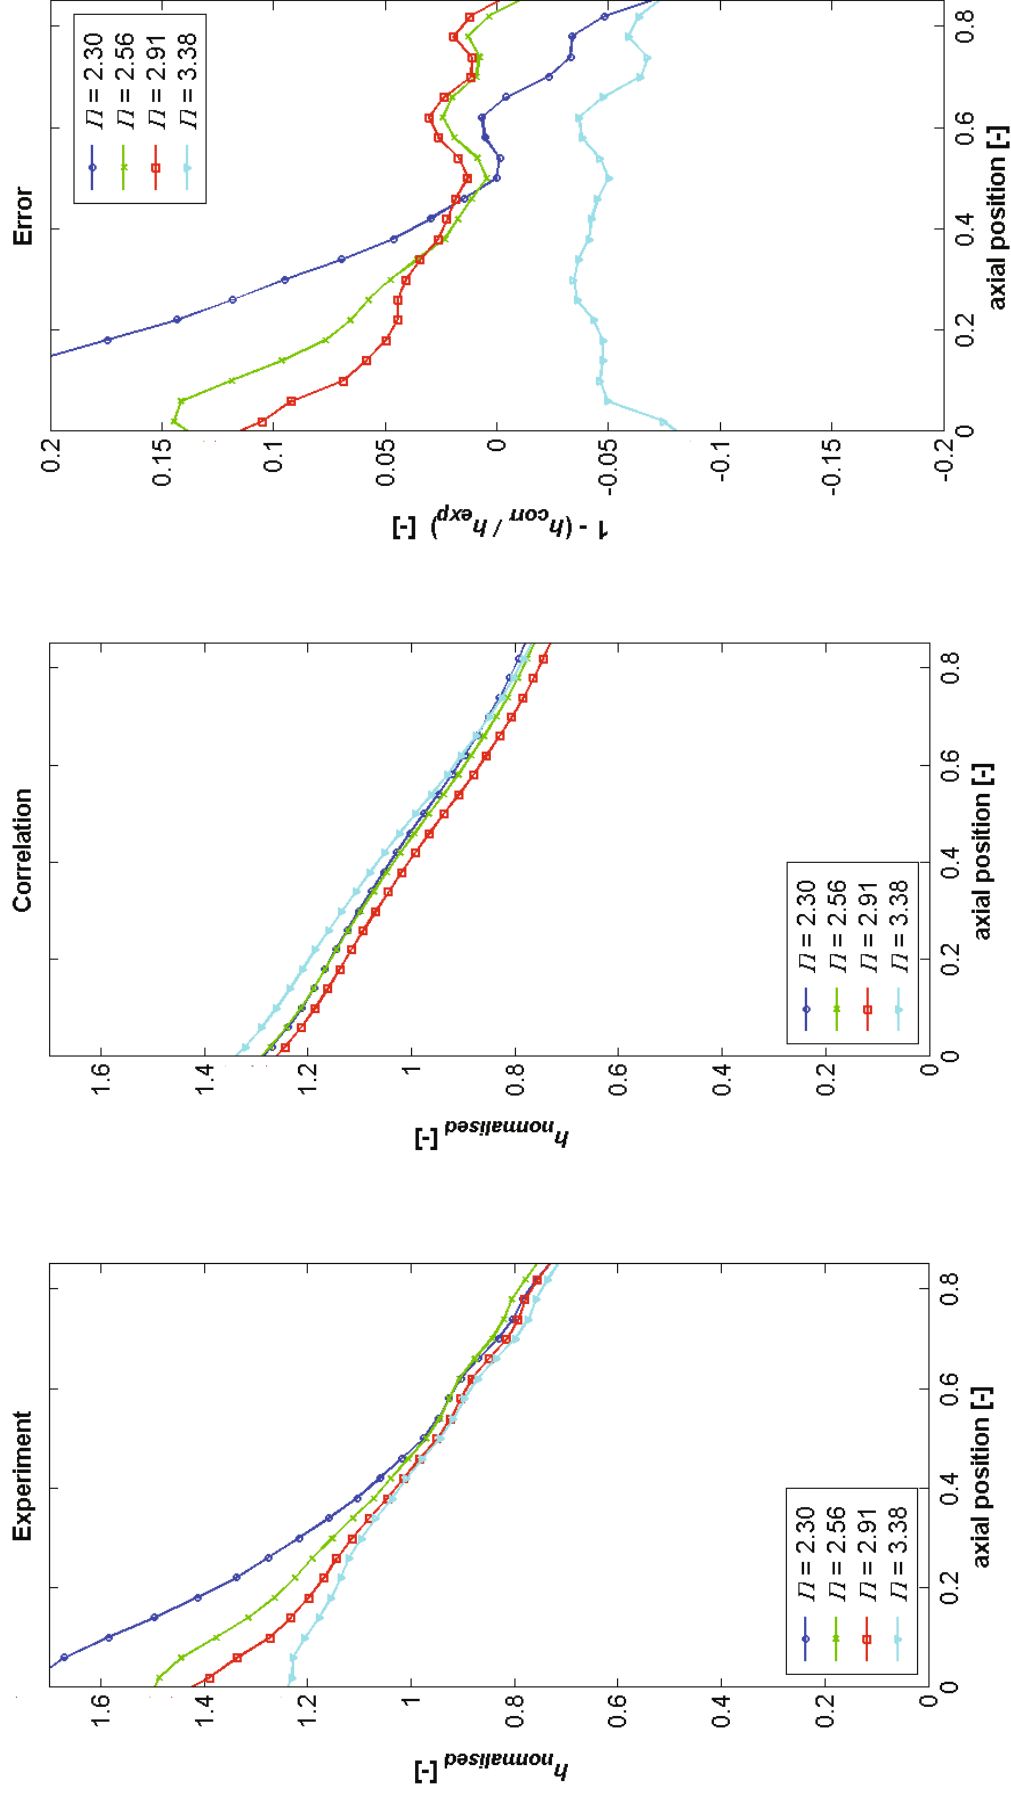 Experiment
h normalised [-]
1.6
1.4
1.2
1
0.8
0.6
0.4
0.2
0
0 0.2 0.4 0.6 0.8
axial position [-]
Π = 2.30
Π = 2.56
Π = 2.91
Π = 3.38
Correlation
h normalised [-]
1.6
1.4
1.2
1
0.8
0.6
0.4
0.2
0
0 0.2 0.4 0.6 0.8
axial position [-]
Π = 2.30
Π = 2.56
Π = 2.91
Π = 3.38
Error
1 - (h corr / h exp) [-]
0.2
0.15
0.1
0.05
0
-0.05
-0.1
-0.15
-0.2
0 0.2 0.4 0.6 0.8
axial position [-]
Π = 2.30
Π = 2.56
Π = 2.91
Π = 3.38